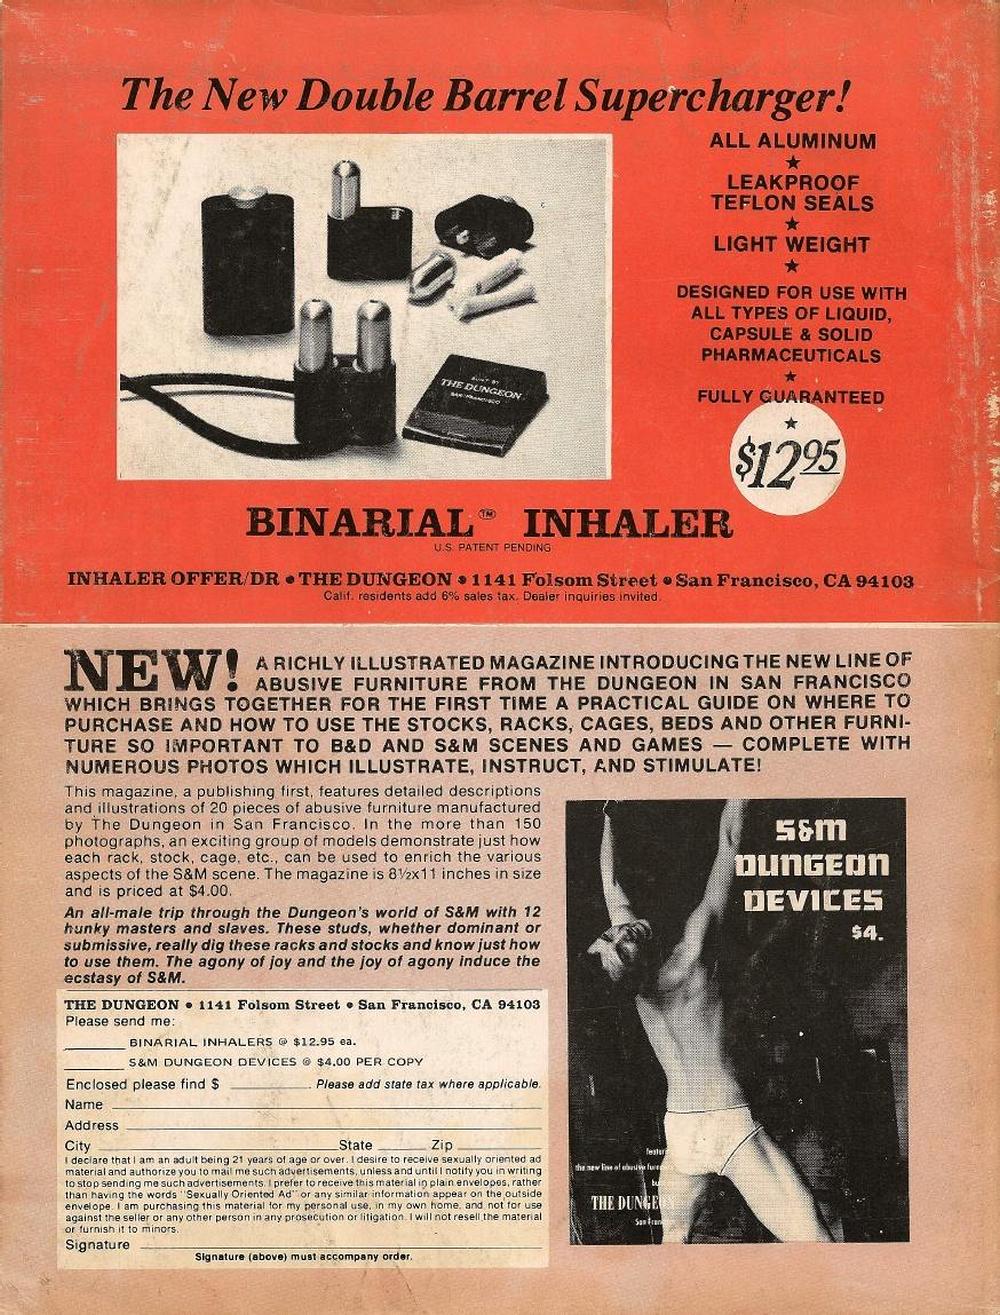 The New Double Barrel Supercharger!
ALL ALUMINUM
★
LEAKPROOF
TEFLON SEALS
★
LIGHT WEIGHT
★
DESIGNED FOR USE WITH
ALL TYPES OF LIQUID,
CAPSULE & SOLID
PHARMACEUTICALS
★
FULLY GUARANTEED
★
$12.95
BUILT BY
THE DUNGEON
SAN FRANCISCO
BINARIAL™ INHALER
U.S. PATENT PENDING
INHALER OFFER/DR • THE DUNGEON • 1141 Folsom Street • San Francisco, CA 94103
Calif. residents add 6% sales tax. Dealer inquiries invited.
NEW! A RICHLY ILLUSTRATED MAGAZINE INTRODUCING THE NEW LINE OF
ABUSIVE FURNITURE FROM THE DUNGEON IN SAN FRANCISCO
WHICH BRINGS TOGETHER FOR THE FIRST TIME A PRACTICAL GUIDE ON WHERE TO
PURCHASE AND HOW TO USE THE STOCKS, RACKS, CAGES, BEDS AND OTHER FURNI-
TURE SO IMPORTANT TO B&D AND S&M SCENES AND GAMES — COMPLETE WITH
NUMEROUS PHOTOS WHICH ILLUSTRATE, INSTRUCT, AND STIMULATE!
This magazine, a publishing first, features detailed descriptions
and illustrations of 20 pieces of abusive furniture manufactured
by The Dungeon in San Francisco. In the more than 150
photographs, an exciting group of models demonstrate just how
each rack, stock, cage, etc., can be used to enrich the various
aspects of the S&M scene. The magazine is 8½x11 inches in size
and is priced at $4.00.
An all-male trip through the Dungeon's world of S&M with 12
hunky masters and slaves. These studs, whether dominant or
submissive, really dig these racks and stocks and know just how
to use them. The agony of joy and the joy of agony induce the
ecstasy of S&M.
THE DUNGEON • 1141 Folsom Street • San Francisco, CA 94103
Please send me:
______ BINARIAL INHALERS @ $12.95 ea.
______ S&M DUNGEON DEVICES @ $4.00 PER COPY
Enclosed please find $ ________. Please add state tax where applicable.
Name
Address
City State Zip
I declare that I am an adult being 21 years of age or over. I desire to receive sexually oriented ad
material and authorize you to mail me such advertisements, unless and until I notify you in writing
to stop sending me such advertisements. I prefer to receive this material in plain envelopes, rather
than having the words "Sexually Oriented Ad" or any similar information appear on the outside
envelope. I am purchasing this material for my personal use, in my own home, and not for use
against the seller or any other person in any prosecution or litigation. I will not resell the material
or furnish it to minors.
Signature
Signature (above) must accompany order.
S&M
DUNGEON
DEVICES
$4.
featur
the new line of abusive furn
THE DUNGEON
San Fran